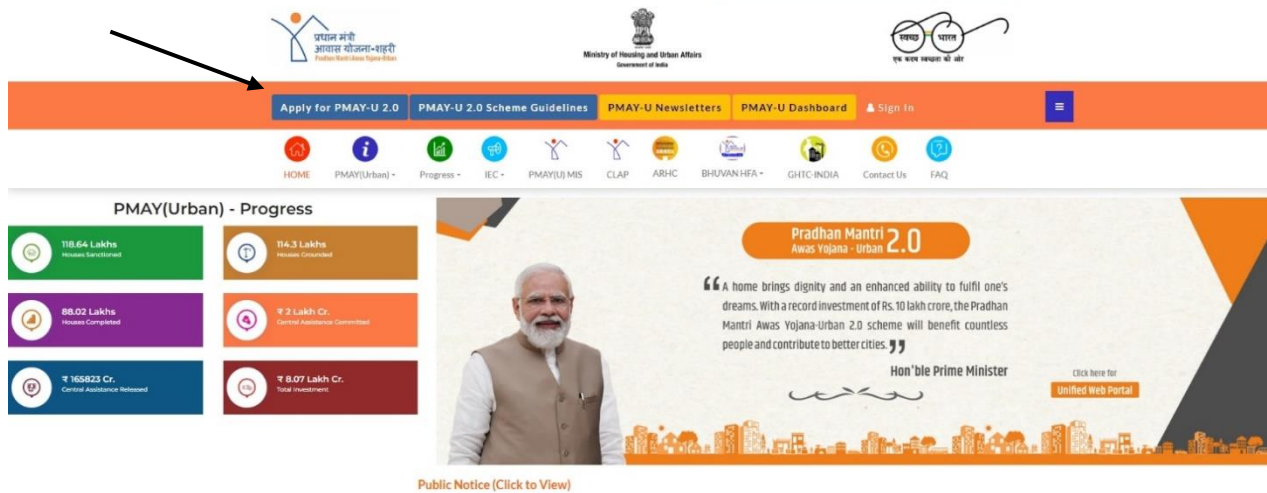 प्रधान मंत्री
आवास योजना-शहरी
Pradhan Mantri Awas Yojana-Urban
Ministry of Housing and Urban Affairs
Government of India
स्वच्छ भारत
एक कदम स्वच्छता की ओर
Apply for PMAY-U 2.0 PMAY-U 2.0 Scheme Guidelines PMAY-U Newsletters PMAY-U Dashboard Sign In
HOME PMAY(Urban) Progress IEC PMAY(U) MIS CLAP ARHC BHUVAN HFA GHTC-INDIA Contact Us FAQ
PMAY(Urban) - Progress
118.64 Lakhs
Houses Sanctioned
114.3 Lakhs
Houses Grounded
88.02 Lakhs
Houses Completed
₹ 2 Lakh Cr.
Central Assistance Committed
₹ 165823 Cr.
Central Assistance Released
₹ 8.07 Lakh Cr.
Total Investment
Pradhan Mantri
Awas Yojana - Urban 2.0
“A home brings dignity and an enhanced ability to fulfil one's
dreams. With a record investment of Rs. 10 lakh crore, the Pradhan
Mantri Awas Yojana-Urban 2.0 scheme will benefit countless
people and contribute to better cities.”
Hon'ble Prime Minister
Click here for
Unified Web Portal
Public Notice (Click to View)